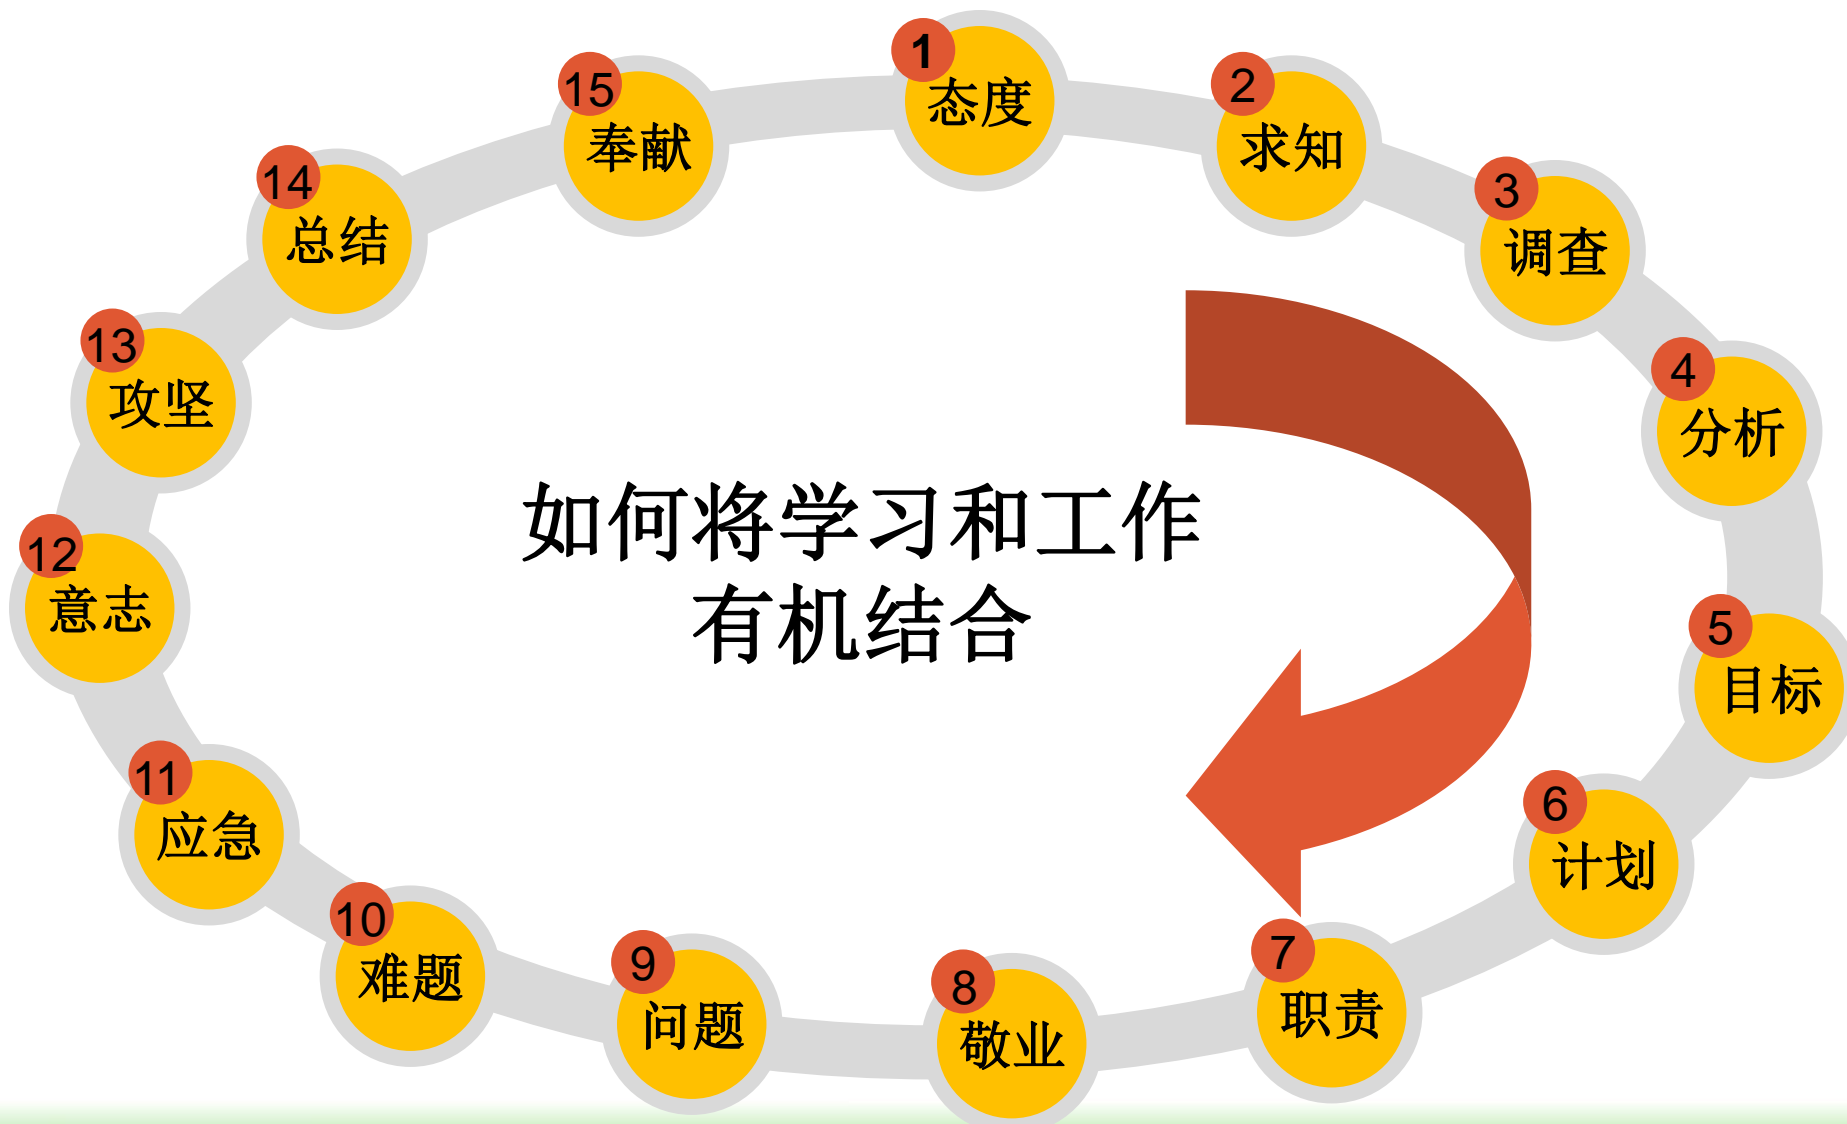 1
态度
2
求知
3
调查
4
分析
5
目标
6
计划
7
职责
8
敬业
9
问题
10
难题
11
应急
12
意志
13
攻坚
14
总结
15
奉献
如何将学习和工作
有机结合